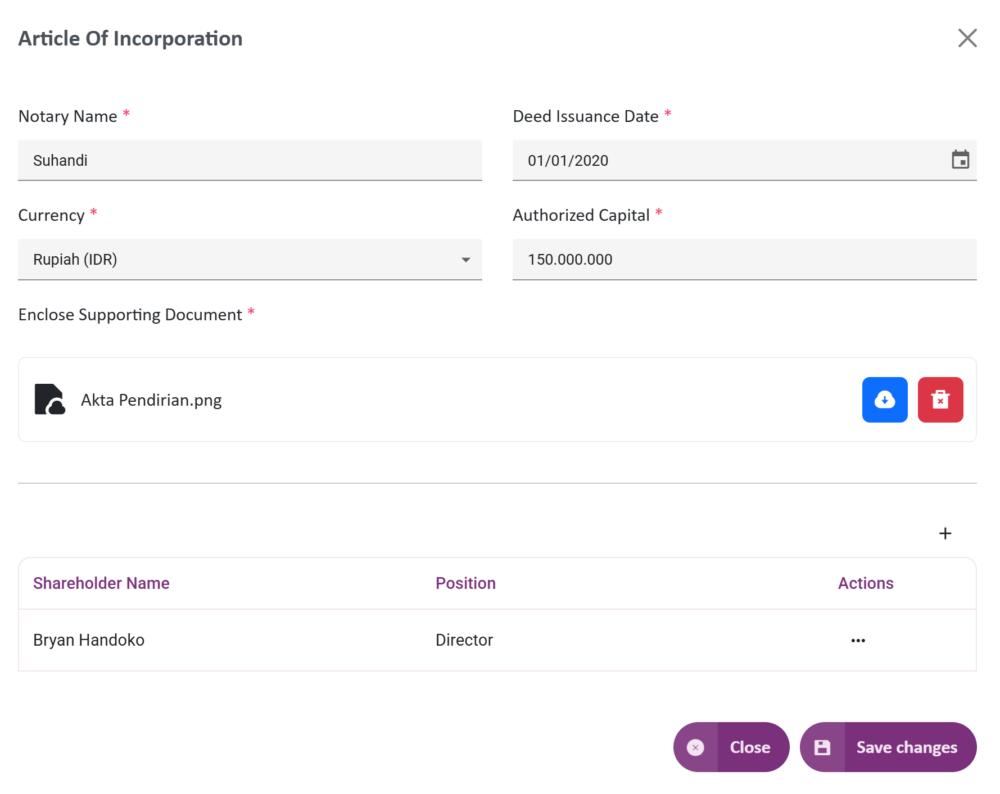 Article Of Incorporation
Notary Name *
Deed Issuance Date *
Suhandi
01/01/2020
Currency *
Authorized Capital *
Rupiah (IDR)
150.000.000
Enclose Supporting Document *
Akta Pendirian.png
+
Shareholder Name
Position
Actions
Bryan Handoko
Director
•••
Close
Save changes